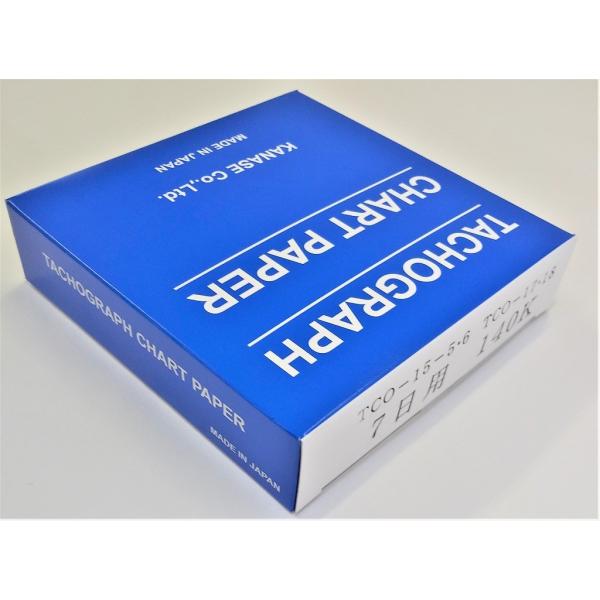 TACHOGRAPH
CHART PAPER
KANASE Co.,Ltd.
MADE IN JAPAN
TACHOGRAPH CHART PAPER
MADE IN JAPAN
TCO-15-5・6 TCO-17・18
7日用 140K